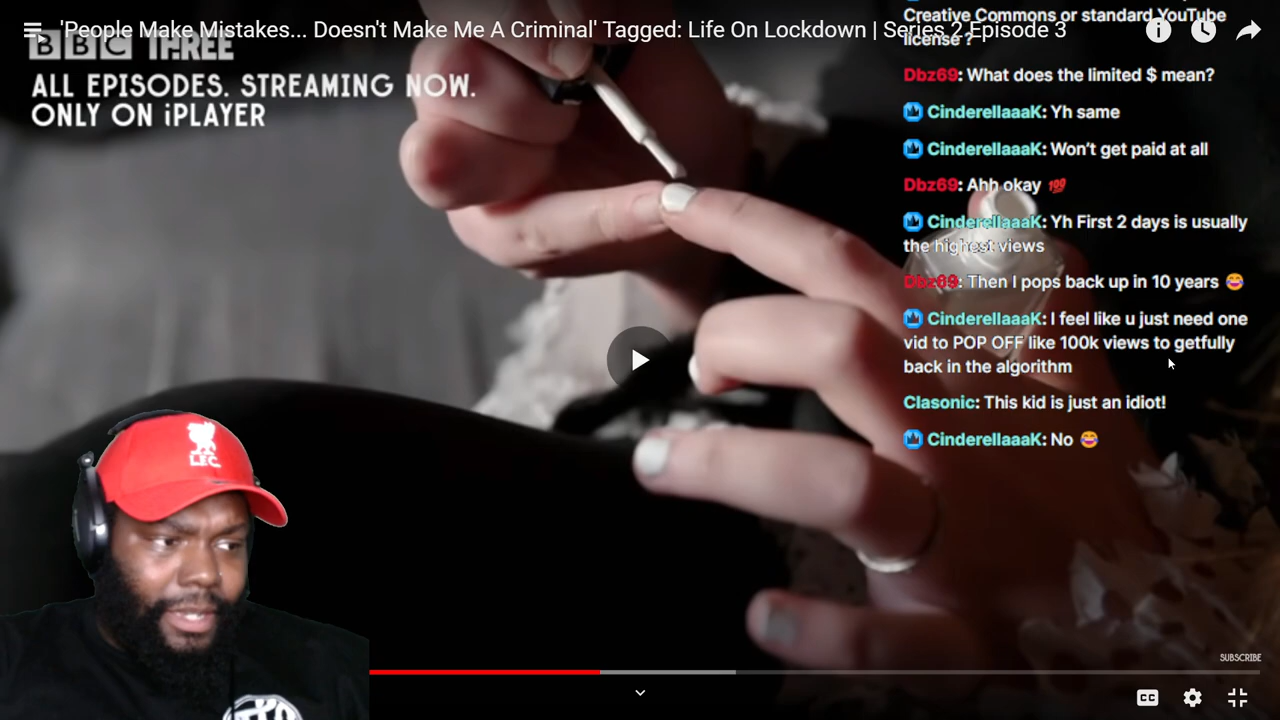 'People Make Mistakes... Doesn't Make Me A Criminal' Tagged: Life On Lockdown | Series 2 Episode 3
BBC THREE
ALL EPISODES. STREAMING NOW.
ONLY ON iPLAYER
Creative Commons or standard YouTube
license ?
Dbz69: What does the limited $ mean?
CinderellaaaK: Yh same
CinderellaaaK: Won't get paid at all
Dbz69: Ahh okay 💯
CinderellaaaK: Yh First 2 days is usually
the highest views
Dbz69: Then I pops back up in 10 years 😂
CinderellaaaK: I feel like u just need one
vid to POP OFF like 100k views to getfully
back in the algorithm
Clasonic: This kid is just an idiot!
CinderellaaaK: No 😂
L.F.C.
SUBSCRIBE
CC